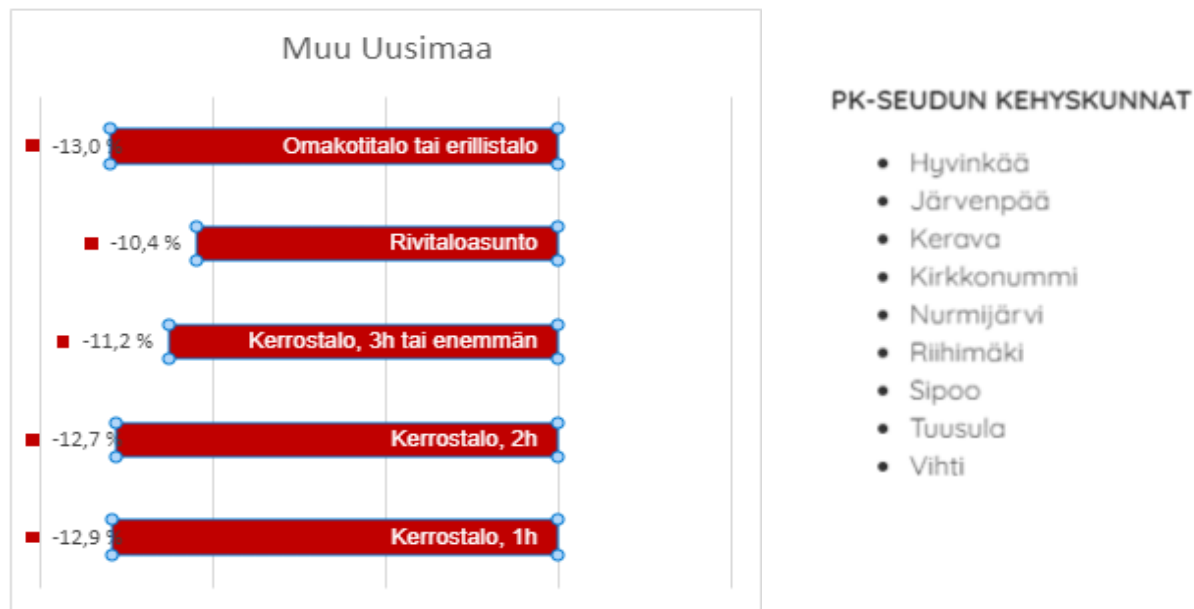 Muu Uusimaa
-13,0 %
Omakotitalo tai erillistalo
-10,4 %
Rivitaloasunto
-11,2 %
Kerrostalo, 3h tai enemmän
-12,7 %
Kerrostalo, 2h
-12,9 %
Kerrostalo, 1h
PK-SEUDUN KEHYSKUNNAT
Hyvinkää
Järvenpää
Kerava
Kirkkonummi
Nurmijärvi
Riihimäki
Sipoo
Tuusula
Vihti